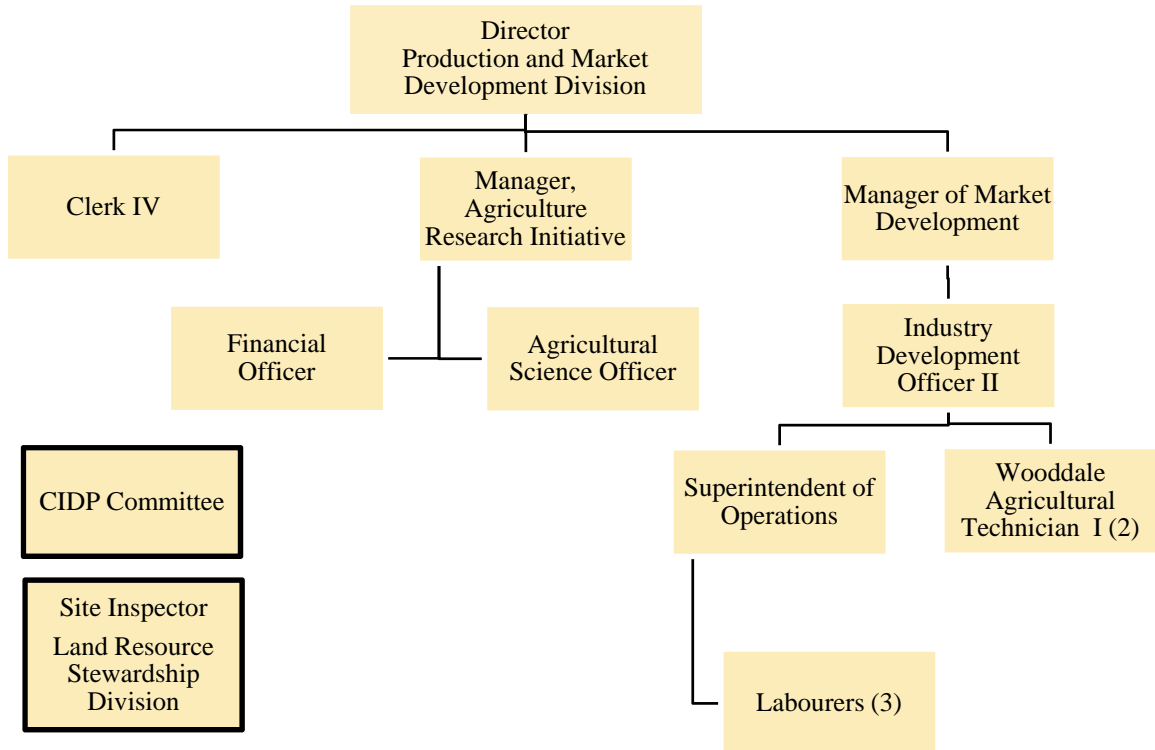 Director
Production and Market
Development Division
Clerk IV
Manager,
Agriculture
Research Initiative
Manager of Market
Development
Financial
Officer
Agricultural
Science Officer
Industry
Development
Officer II
CIDP Committee
Superintendent of
Operations
Wooddale
Agricultural
Technician I (2)
Site Inspector
Land Resource
Stewardship
Division
Labourers (3)